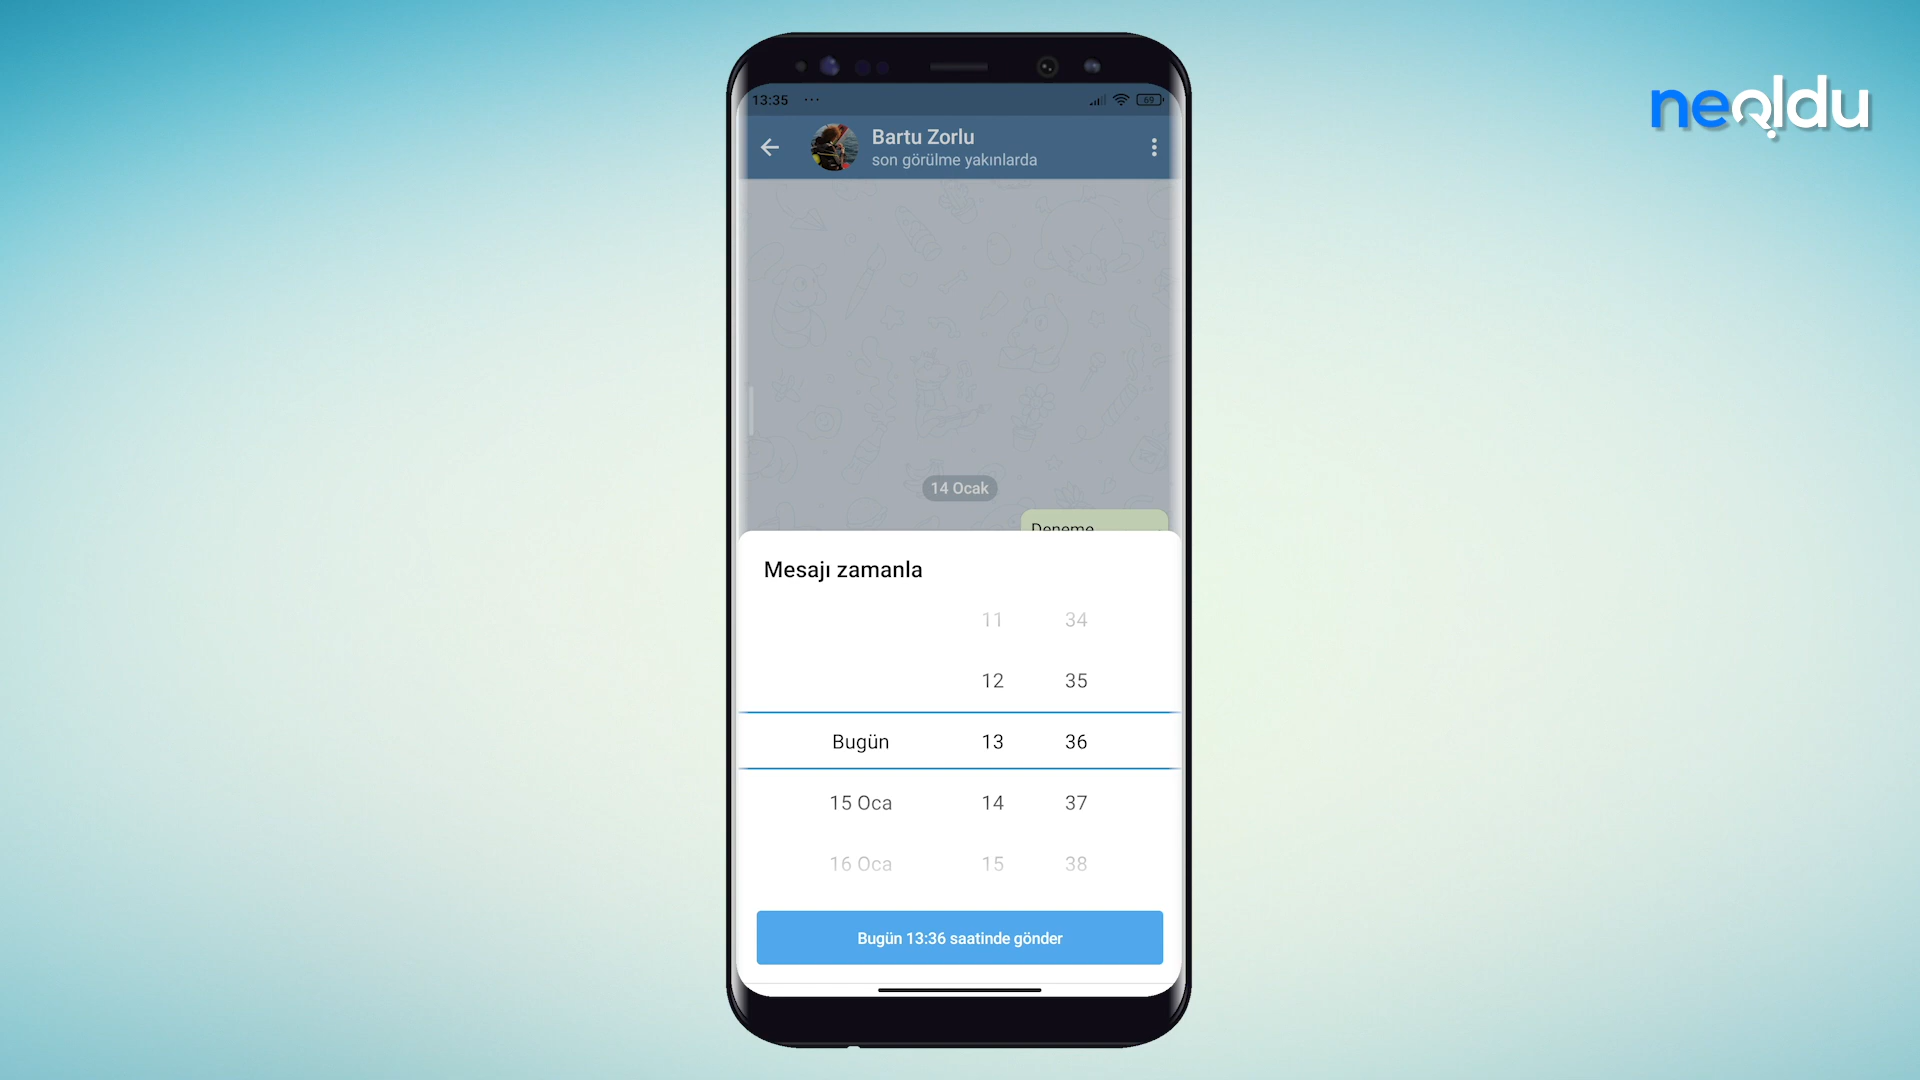 neoldu
13:35 ... 69
Bartu Zorlu
son görülme yakınlarda
14 Ocak
Deneme
Mesajı zamanla
11 34
12 35
Bugün 13 36
15 Oca 14 37
16 Oca 15 38
Bugün 13:36 saatinde gönder